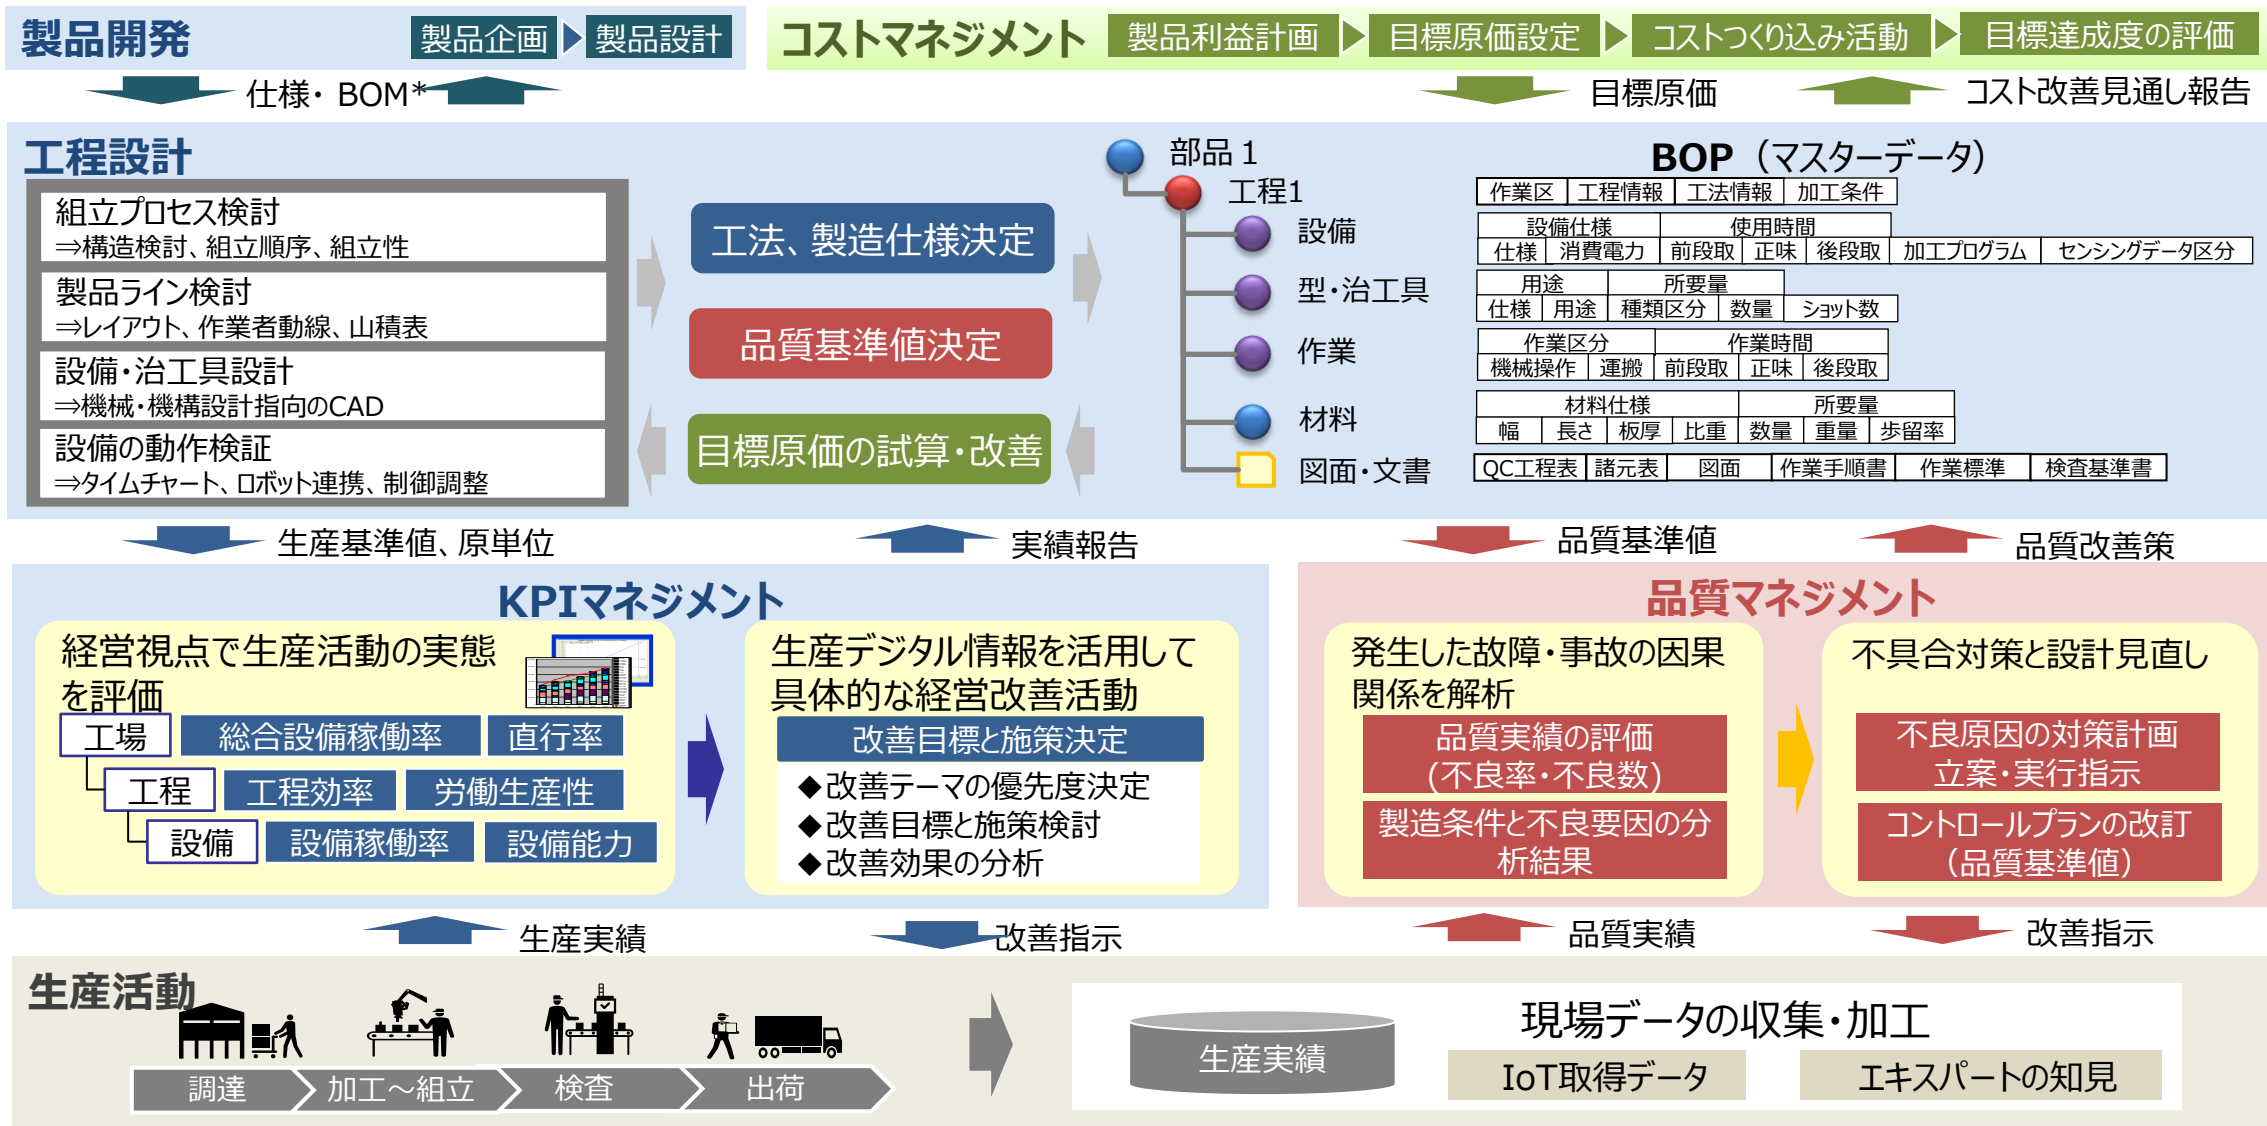 製品開発
製品企画
製品設計
コストマネジメント
製品利益計画
目標原価設定
コストつくり込み活動
目標達成度の評価
仕様・ BOM*
目標原価
コスト改善見通し報告
工程設計
組立プロセス検討
⇒構造検討、組立順序、組立性
製品ライン検討
⇒レイアウト、作業者動線、山積表
設備・治工具設計
⇒機械・機構設計指向のCAD
設備の動作検証
⇒タイムチャート、ロボット連携、制御調整
工法、製造仕様決定
品質基準値決定
目標原価の試算・改善
部品1
工程1
設備
型・治工具
作業
材料
図面・文書
BOP（マスターデータ）
作業区 工程情報 工法情報 加工条件
設備仕様 使用時間
仕様 消費電力 前段取 正味 後段取 加工プログラム センシングデータ区分
用途 所要量
仕様 用途 種類区分 数量 ショット数
作業区分 作業時間
機械操作 運搬 前段取 正味 後段取
材料仕様 所要量
幅 長さ 板厚 比重 数量 重量 歩留率
QC工程表 諸元表 図面 作業手順書 作業標準 検査基準書
生産基準値、原単位
実績報告
品質基準値
品質改善策
KPIマネジメント
経営視点で生産活動の実態
を評価
工場 総合設備稼働率 直行率
工程 工程効率 労働生産性
設備 設備稼働率 設備能力
生産デジタル情報を活用して
具体的な経営改善活動
改善目標と施策決定
◆改善テーマの優先度決定
◆改善目標と施策検討
◆改善効果の分析
品質マネジメント
発生した故障・事故の因果
関係を解析
品質実績の評価
(不良率・不良数)
製造条件と不良要因の分
析結果
不具合対策と設計見直し
不良原因の対策計画
立案・実行指示
コントロールプランの改訂
（品質基準値）
生産実績
改善指示
品質実績
改善指示
生産活動
調達
加工～組立
検査
出荷
生産実績
現場データの収集・加工
IoT取得データ
エキスパートの知見